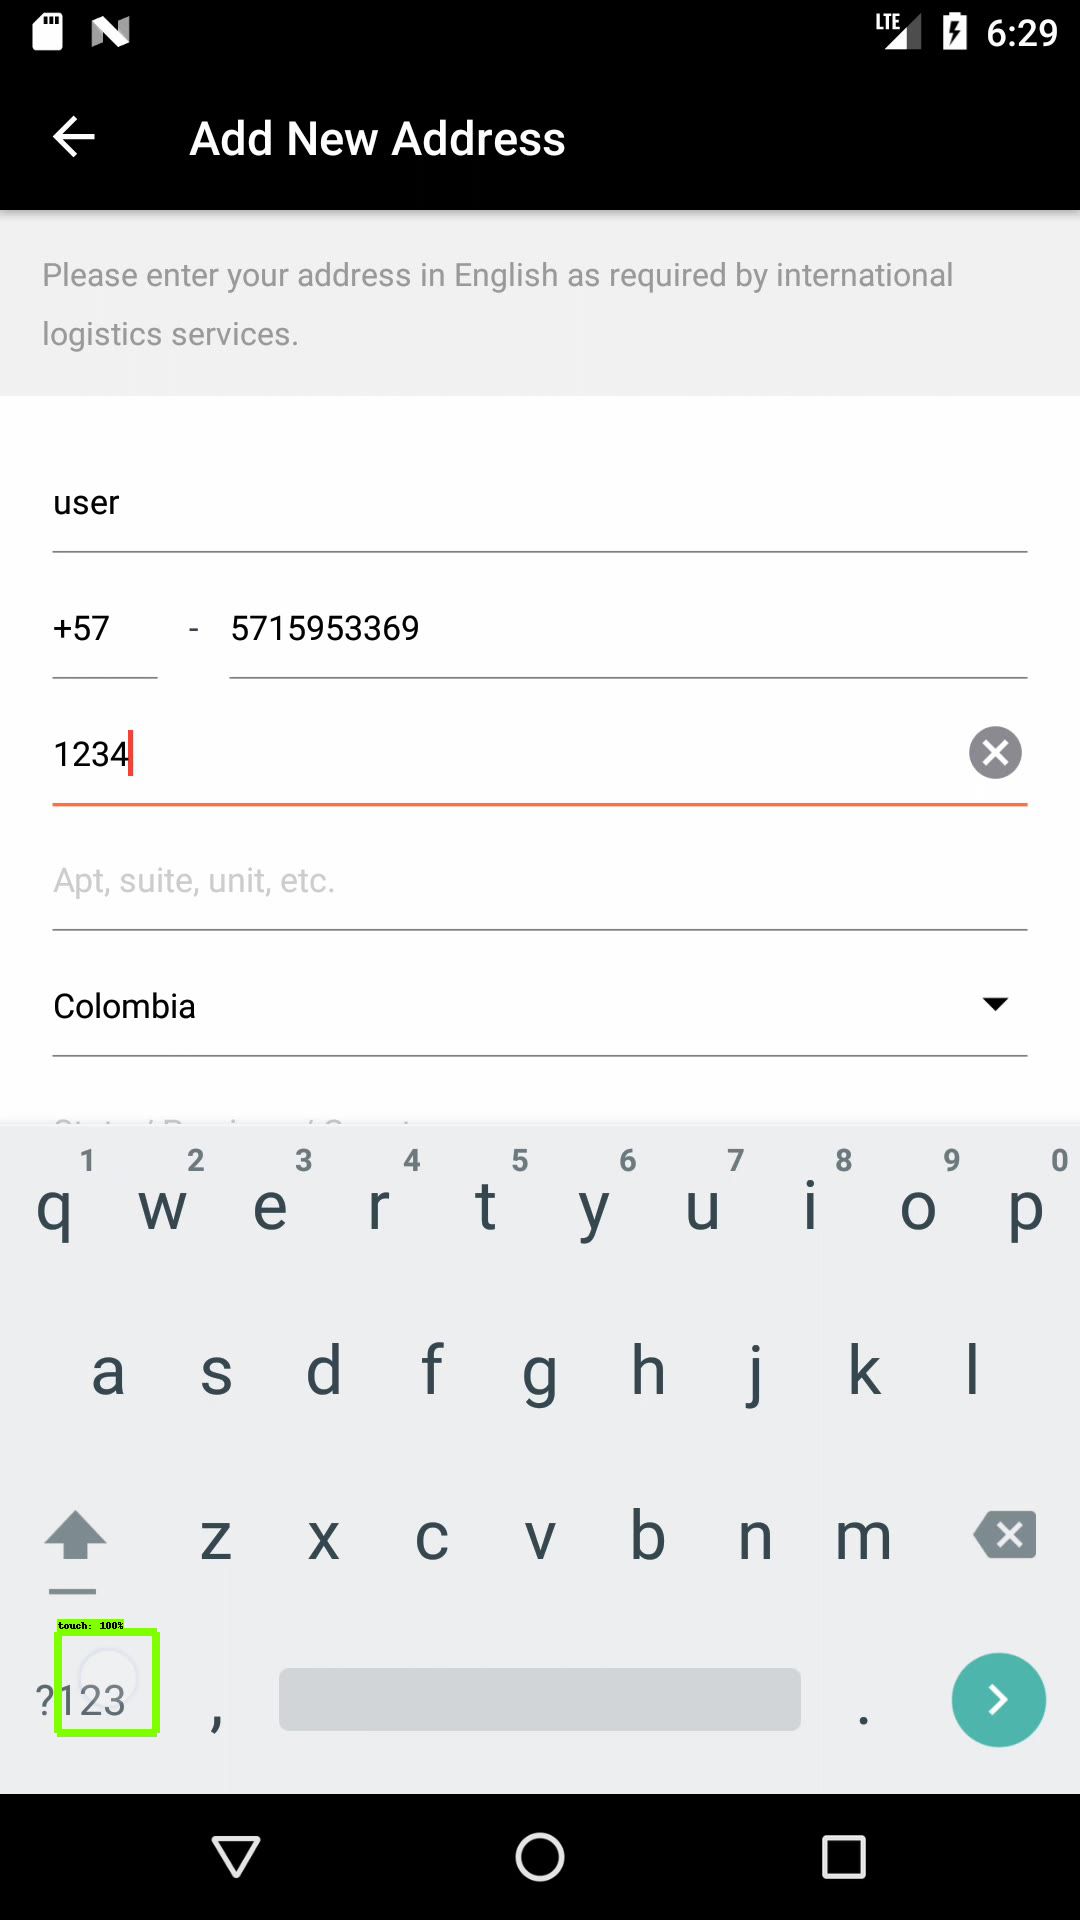 LTE 6:29
Add New Address
Please enter your address in English as required by international
logistics services.
user
+57 - 5715953369
1234
Apt, suite, unit, etc.
Colombia
1 2 3 4 5 6 7 8 9 0
q w e r t y u i o p
a s d f g h j k l
z x c v b n m
touch: 100%
?123 , .